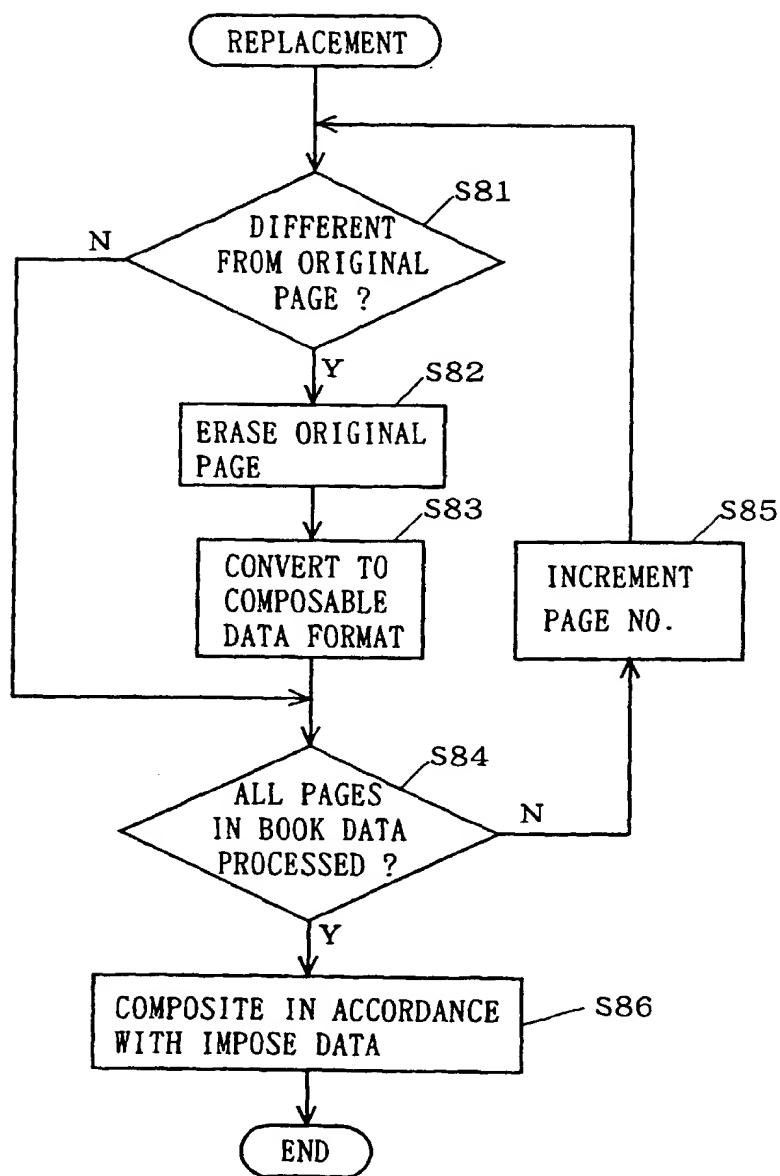 REPLACEMENT
S81
DIFFERENT
FROM ORIGINAL
PAGE ?
N
Y
S82
ERASE ORIGINAL
PAGE
S83
CONVERT TO
COMPOSABLE
DATA FORMAT
S85
INCREMENT
PAGE NO.
S84
ALL PAGES
IN BOOK DATA
PROCESSED ?
N
Y
COMPOSITE IN ACCORDANCE
WITH IMPOSE DATA
S86
END